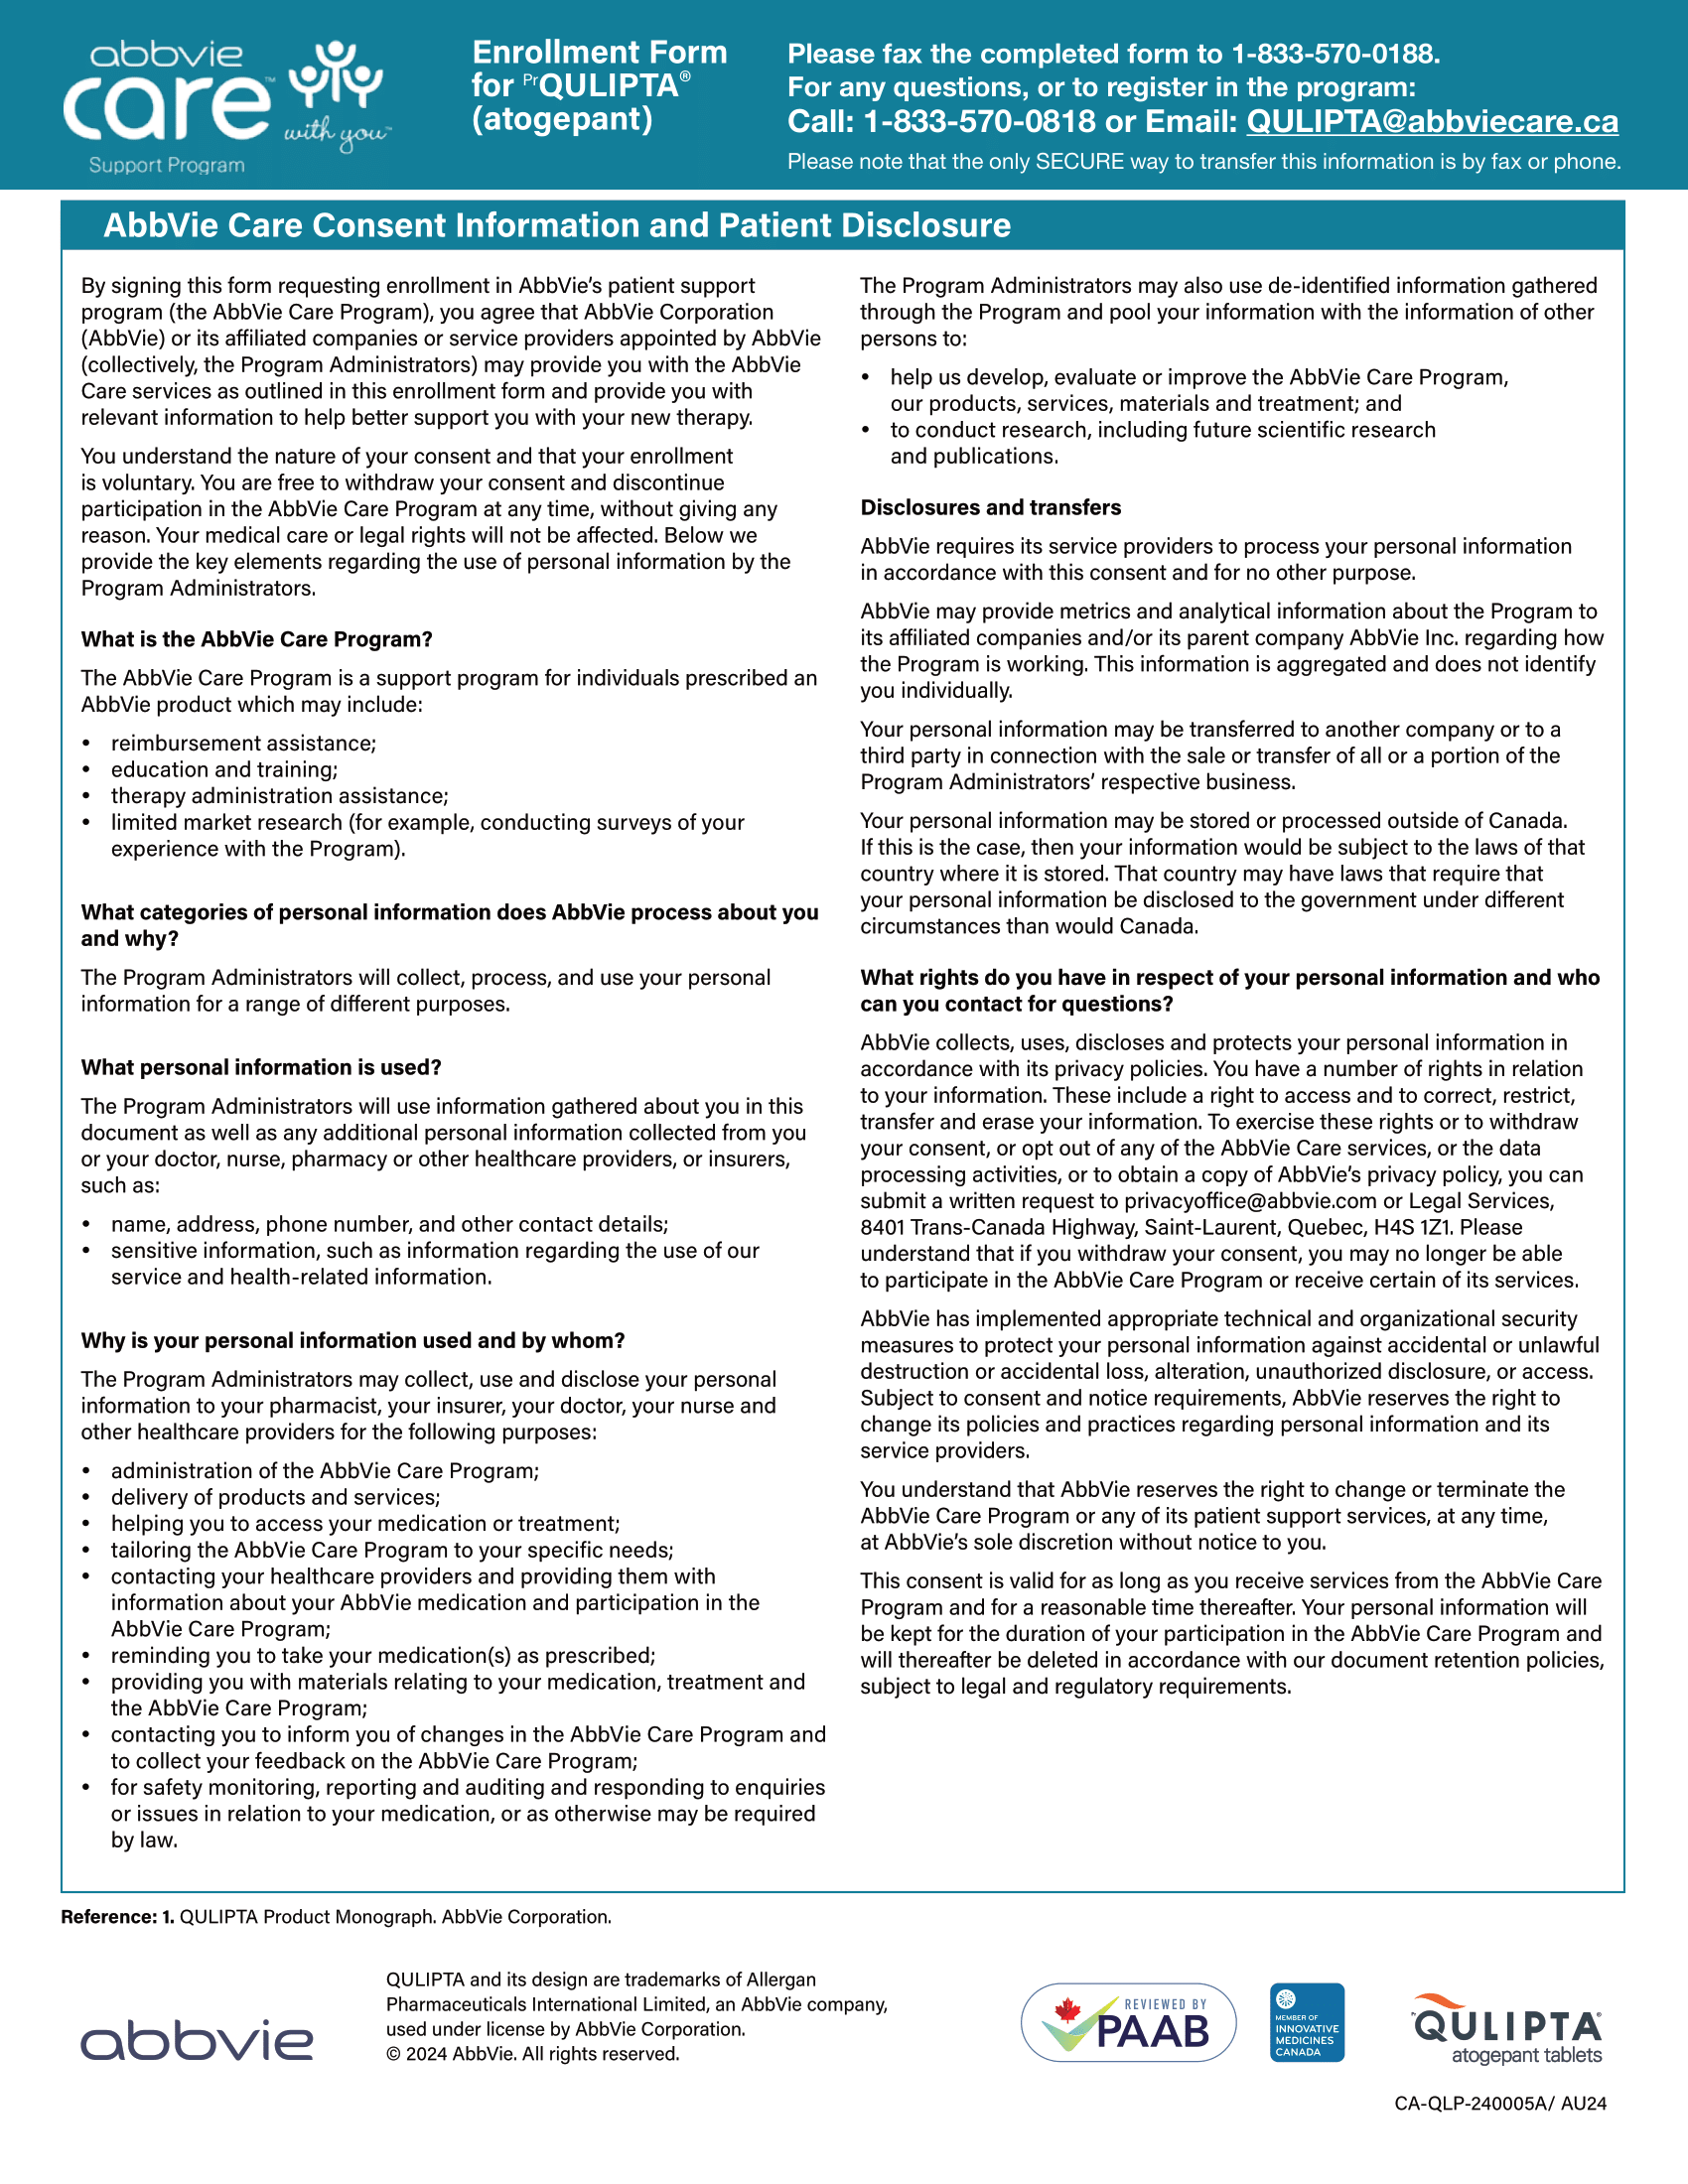 abbvie
care™
with you™
Support Program
Enrollment Form
for PrQULIPTA®
(atogepant)
Please fax the completed form to 1-833-570-0188.
For any questions, or to register in the program:
Call: 1-833-570-0818 or Email: QULIPTA@abbviecare.ca
Please note that the only SECURE way to transfer this information is by fax or phone.
AbbVie Care Consent Information and Patient Disclosure
By signing this form requesting enrollment in AbbVie’s patient support
program (the AbbVie Care Program), you agree that AbbVie Corporation
(AbbVie) or its affiliated companies or service providers appointed by AbbVie
(collectively, the Program Administrators) may provide you with the AbbVie
Care services as outlined in this enrollment form and provide you with
relevant information to help better support you with your new therapy.
You understand the nature of your consent and that your enrollment
is voluntary. You are free to withdraw your consent and discontinue
participation in the AbbVie Care Program at any time, without giving any
reason. Your medical care or legal rights will not be affected. Below we
provide the key elements regarding the use of personal information by the
Program Administrators.
What is the AbbVie Care Program?
The AbbVie Care Program is a support program for individuals prescribed an
AbbVie product which may include:
• reimbursement assistance;
• education and training;
• therapy administration assistance;
• limited market research (for example, conducting surveys of your
experience with the Program).
What categories of personal information does AbbVie process about you
and why?
The Program Administrators will collect, process, and use your personal
information for a range of different purposes.
What personal information is used?
The Program Administrators will use information gathered about you in this
document as well as any additional personal information collected from you
or your doctor, nurse, pharmacy or other healthcare providers, or insurers,
such as:
• name, address, phone number, and other contact details;
• sensitive information, such as information regarding the use of our
service and health-related information.
Why is your personal information used and by whom?
The Program Administrators may collect, use and disclose your personal
information to your pharmacist, your insurer, your doctor, your nurse and
other healthcare providers for the following purposes:
• administration of the AbbVie Care Program;
• delivery of products and services;
• helping you to access your medication or treatment;
• tailoring the AbbVie Care Program to your specific needs;
• contacting your healthcare providers and providing them with
information about your AbbVie medication and participation in the
AbbVie Care Program;
• reminding you to take your medication(s) as prescribed;
• providing you with materials relating to your medication, treatment and
the AbbVie Care Program;
• contacting you to inform you of changes in the AbbVie Care Program and
to collect your feedback on the AbbVie Care Program;
• for safety monitoring, reporting and auditing and responding to enquiries
or issues in relation to your medication, or as otherwise may be required
by law.
The Program Administrators may also use de-identified information gathered
through the Program and pool your information with the information of other
persons to:
• help us develop, evaluate or improve the AbbVie Care Program,
our products, services, materials and treatment; and
• to conduct research, including future scientific research
and publications.
Disclosures and transfers
AbbVie requires its service providers to process your personal information
in accordance with this consent and for no other purpose.
AbbVie may provide metrics and analytical information about the Program to
its affiliated companies and/or its parent company AbbVie Inc. regarding how
the Program is working. This information is aggregated and does not identify
you individually.
Your personal information may be transferred to another company or to a
third party in connection with the sale or transfer of all or a portion of the
Program Administrators’ respective business.
Your personal information may be stored or processed outside of Canada.
If this is the case, then your information would be subject to the laws of that
country where it is stored. That country may have laws that require that
your personal information be disclosed to the government under different
circumstances than would Canada.
What rights do you have in respect of your personal information and who
can you contact for questions?
AbbVie collects, uses, discloses and protects your personal information in
accordance with its privacy policies. You have a number of rights in relation
to your information. These include a right to access and to correct, restrict,
transfer and erase your information. To exercise these rights or to withdraw
your consent, or opt out of any of the AbbVie Care services, or the data
processing activities, or to obtain a copy of AbbVie’s privacy policy, you can
submit a written request to privacyoffice@abbvie.com or Legal Services,
8401 Trans-Canada Highway, Saint-Laurent, Quebec, H4S 1Z1. Please
understand that if you withdraw your consent, you may no longer be able
to participate in the AbbVie Care Program or receive certain of its services.
AbbVie has implemented appropriate technical and organizational security
measures to protect your personal information against accidental or unlawful
destruction or accidental loss, alteration, unauthorized disclosure, or access.
Subject to consent and notice requirements, AbbVie reserves the right to
change its policies and practices regarding personal information and its
service providers.
You understand that AbbVie reserves the right to change or terminate the
AbbVie Care Program or any of its patient support services, at any time,
at AbbVie’s sole discretion without notice to you.
This consent is valid for as long as you receive services from the AbbVie Care
Program and for a reasonable time thereafter. Your personal information will
be kept for the duration of your participation in the AbbVie Care Program and
will thereafter be deleted in accordance with our document retention policies,
subject to legal and regulatory requirements.
Reference: 1. QULIPTA Product Monograph. AbbVie Corporation.
abbvie
QULIPTA and its design are trademarks of Allergan
Pharmaceuticals International Limited, an AbbVie company,
used under license by AbbVie Corporation.
© 2024 AbbVie. All rights reserved.
REVIEWED BY
PAAB
MEMBER OF
INNOVATIVE
MEDICINES
CANADA
PrQULIPTA®
atogepant tablets
CA-QLP-240005A/ AU24